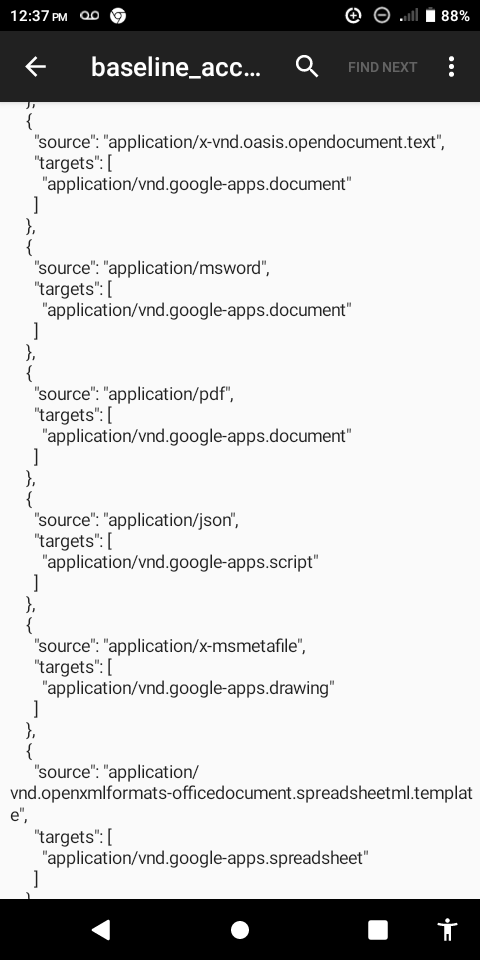 12:37 PM 88%
baseline_acc... FIND NEXT
},
{
"source": "application/x-vnd.oasis.opendocument.text",
"targets": [
"application/vnd.google-apps.document"
]
},
{
"source": "application/msword",
"targets": [
"application/vnd.google-apps.document"
]
},
{
"source": "application/pdf",
"targets": [
"application/vnd.google-apps.document"
]
},
{
"source": "application/json",
"targets": [
"application/vnd.google-apps.script"
]
},
{
"source": "application/x-msmetafile",
"targets": [
"application/vnd.google-apps.drawing"
]
},
{
"source": "application/
vnd.openxmlformats-officedocument.spreadsheetml.templat
e",
"targets": [
"application/vnd.google-apps.spreadsheet"
]
}